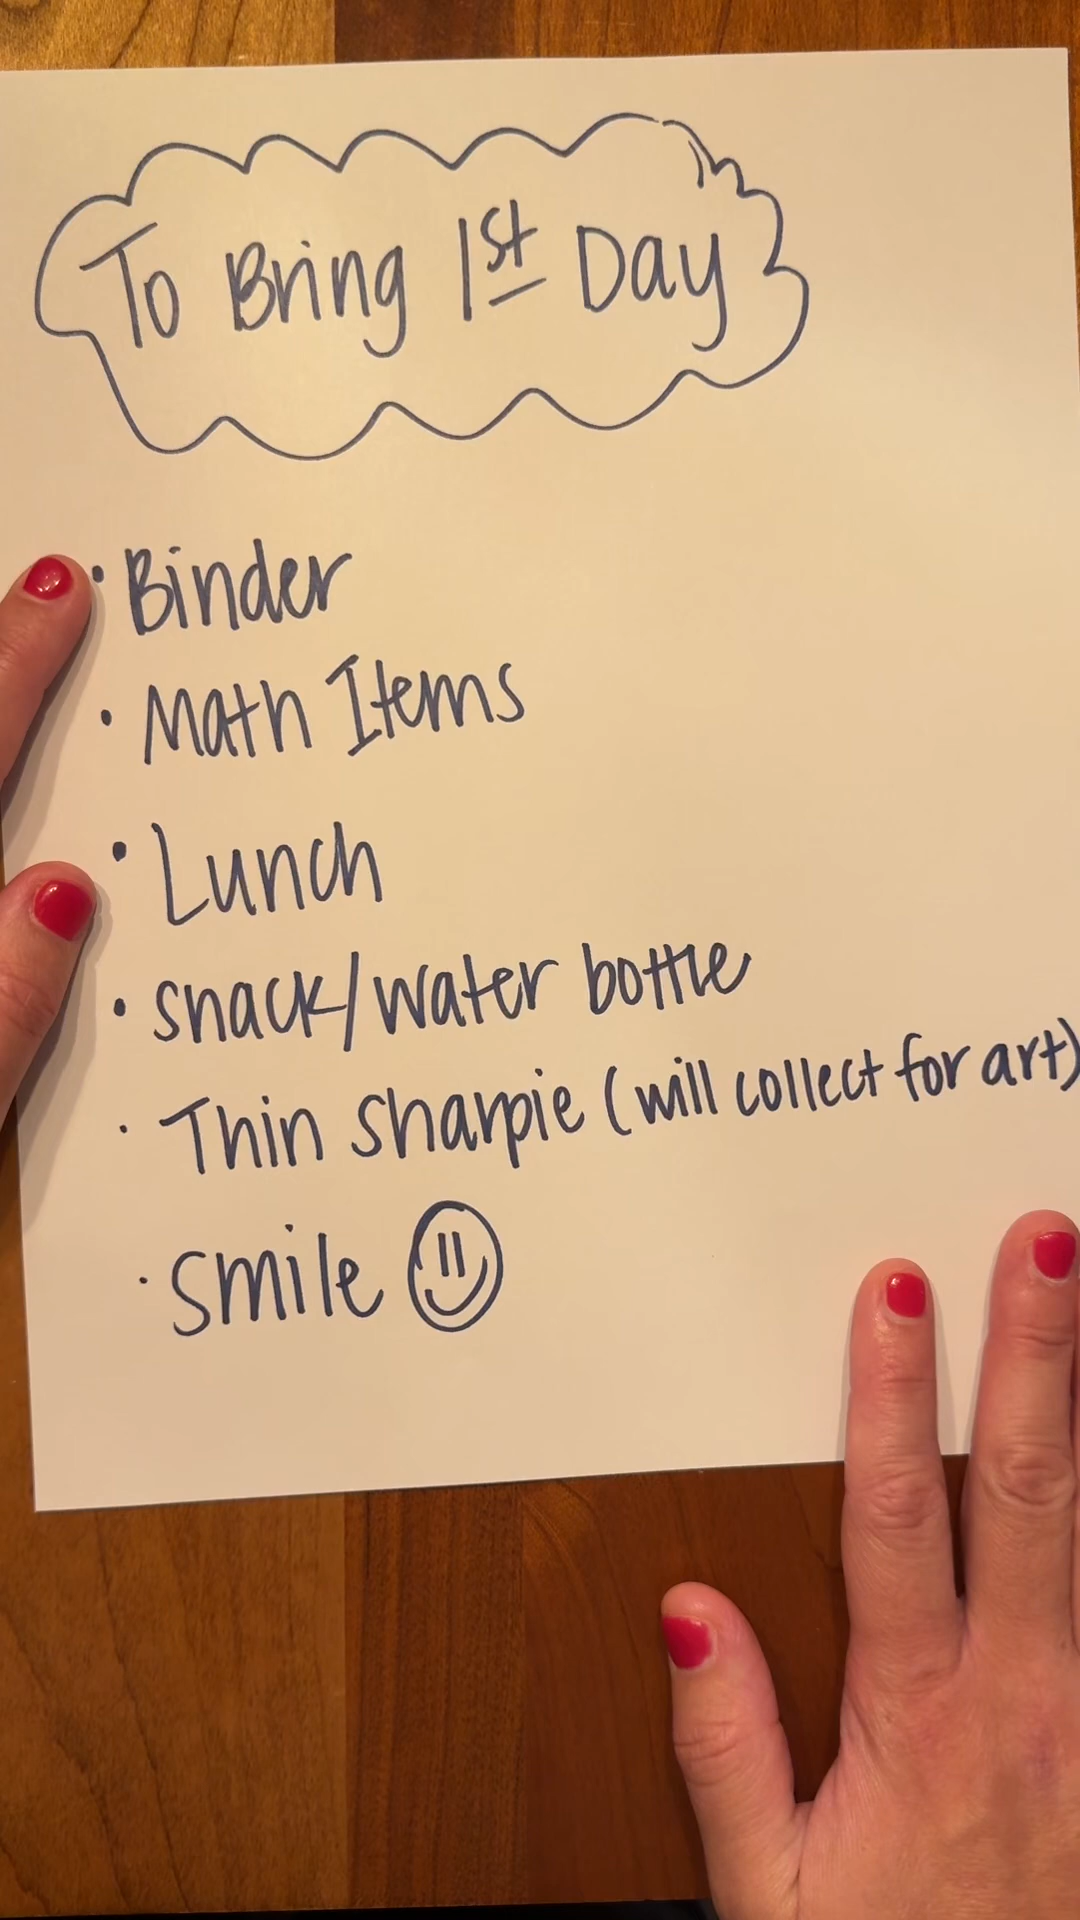 To Bring 1st Day
• Binder
• Math Items
• Lunch
• snack/water bottle
• Thin sharpie (will collect for art)
• smile